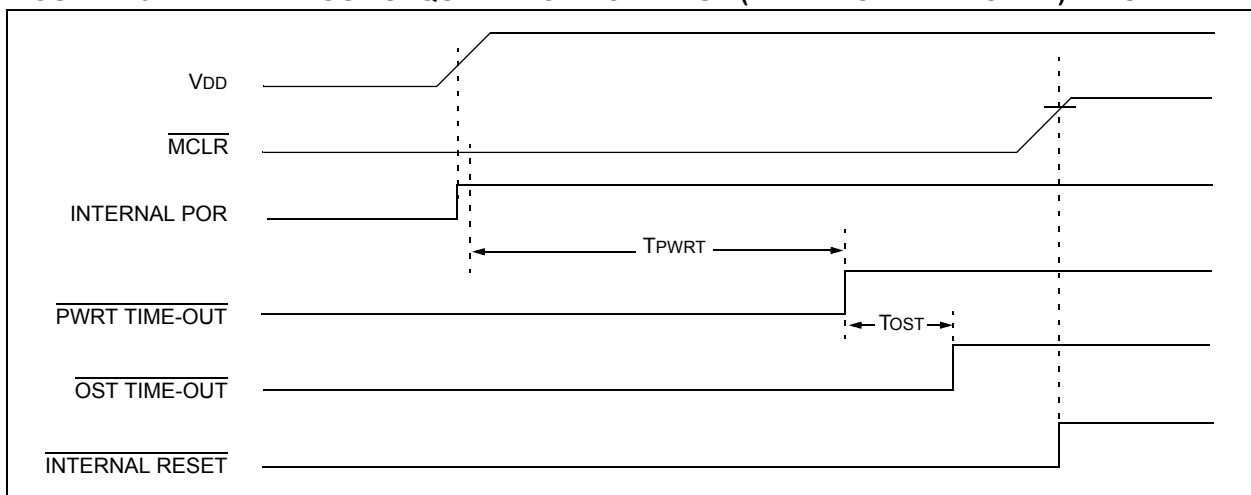 VDD
MCLR
INTERNAL POR
TPWRT
PWRT TIME-OUT
TOST
OST TIME-OUT
INTERNAL RESET